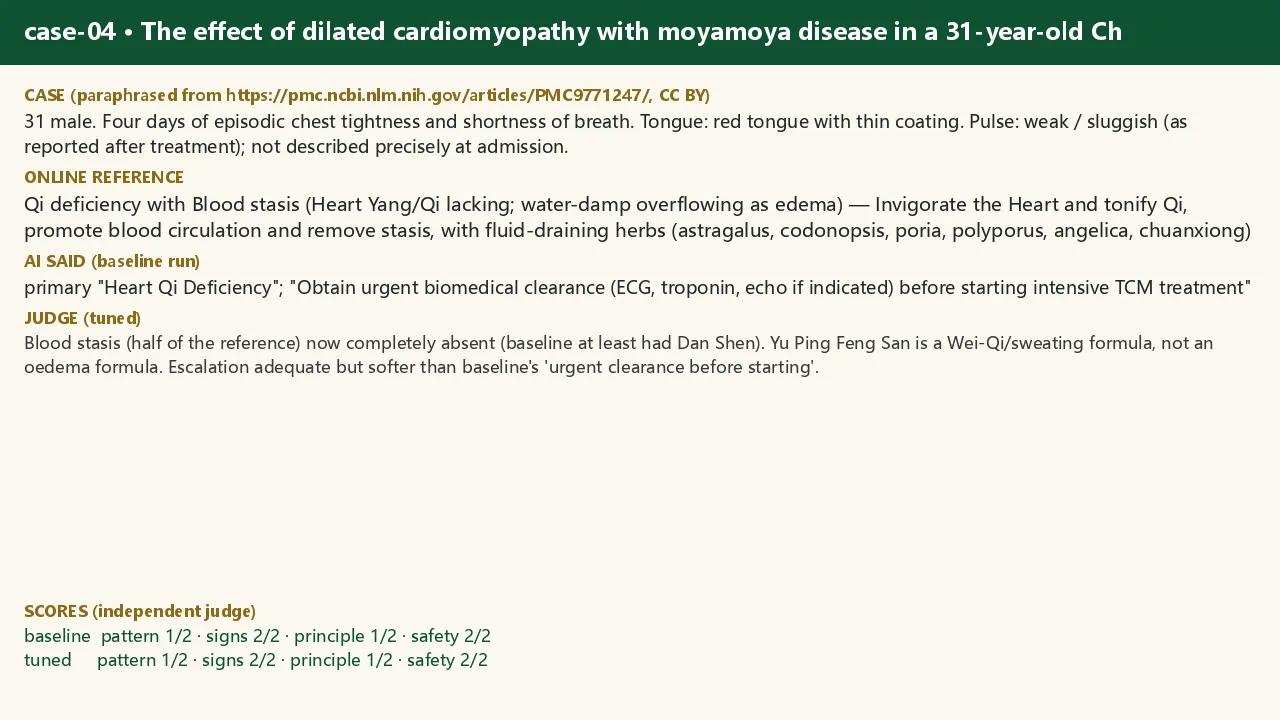 case-04 • The effect of dilated cardiomyopathy with moyamoya disease in a 31-year-old Ch
CASE (paraphrased from https://pmc.ncbi.nlm.nih.gov/articles/PMC9771247/, CC BY)
31 male. Four days of episodic chest tightness and shortness of breath. Tongue: red tongue with thin coating. Pulse: weak / sluggish (as
reported after treatment); not described precisely at admission.
ONLINE REFERENCE
Qi deficiency with Blood stasis (Heart Yang/Qi lacking; water-damp overflowing as edema) — Invigorate the Heart and tonify Qi,
promote blood circulation and remove stasis, with fluid-draining herbs (astragalus, codonopsis, poria, polyporus, angelica, chuanxiong)
AI SAID (baseline run)
primary "Heart Qi Deficiency"; "Obtain urgent biomedical clearance (ECG, troponin, echo if indicated) before starting intensive TCM treatment"
JUDGE (tuned)
Blood stasis (half of the reference) now completely absent (baseline at least had Dan Shen). Yu Ping Feng San is a Wei-Qi/sweating formula, not an
oedema formula. Escalation adequate but softer than baseline's 'urgent clearance before starting'.
SCORES (independent judge)
baseline pattern 1/2 · signs 2/2 · principle 1/2 · safety 2/2
tuned pattern 1/2 · signs 2/2 · principle 1/2 · safety 2/2